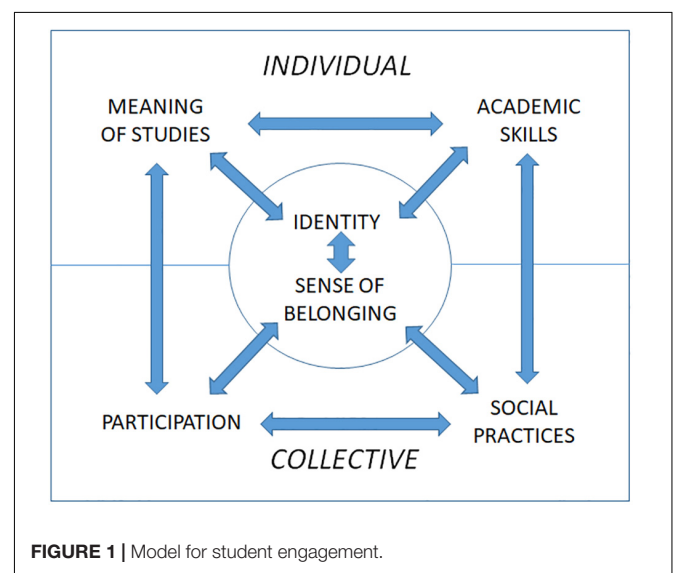 INDIVIDUAL
MEANING
OF STUDIES
ACADEMIC
SKILLS
IDENTITY
SENSE OF
BELONGING
PARTICIPATION
SOCIAL
PRACTICES
COLLECTIVE
FIGURE 1 | Model for student engagement.